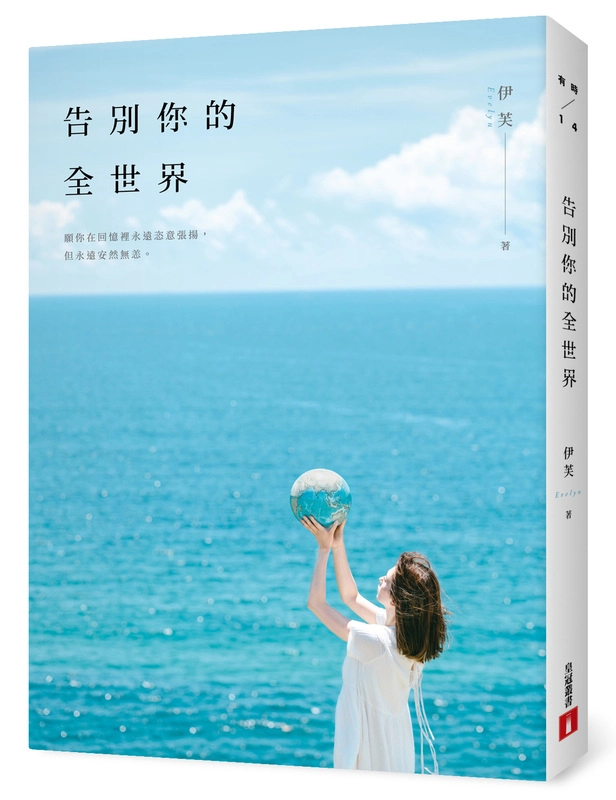 告別你的
全世界
願你在回憶裡永遠恣意張揚，
但永遠安然無恙。
伊芙
Evelyn
著
有時／14
告別你的全世界
伊芙
Evelyn
著
皇冠叢書